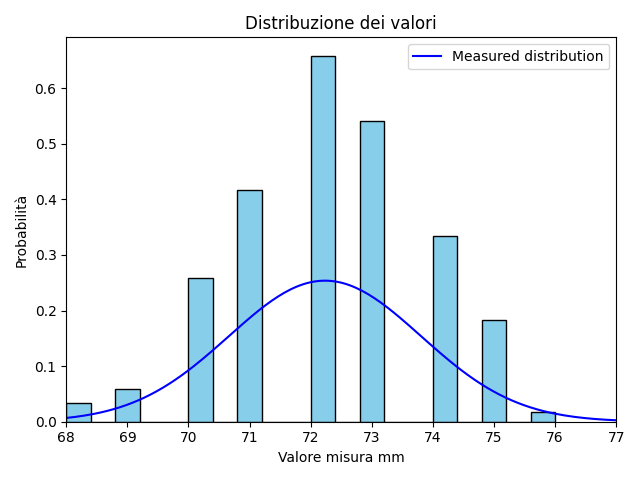 Distribuzione dei valori
Measured distribution
Probabilità
0.6
0.5
0.4
0.3
0.2
0.1
0.0
68 69 70 71 72 73 74 75 76 77
Valore misura mm